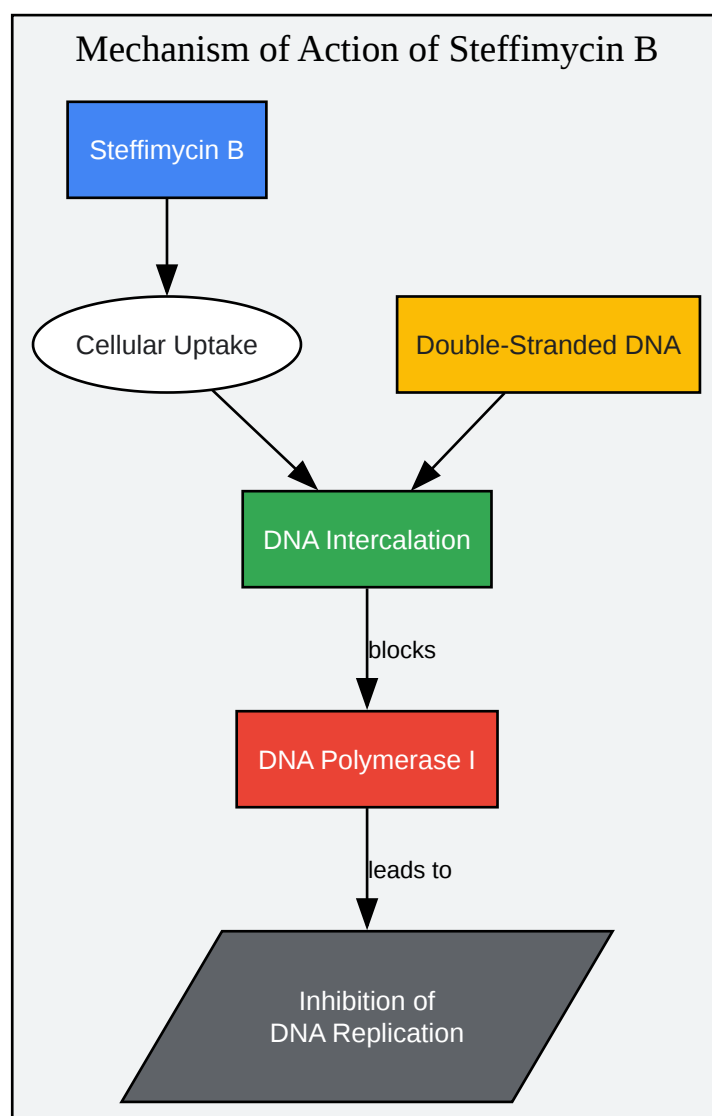 Mechanism of Action of Steffimycin B
Steffimycin B
Cellular Uptake
Double-Stranded DNA
DNA Intercalation
blocks
DNA Polymerase I
leads to
Inhibition of
DNA Replication